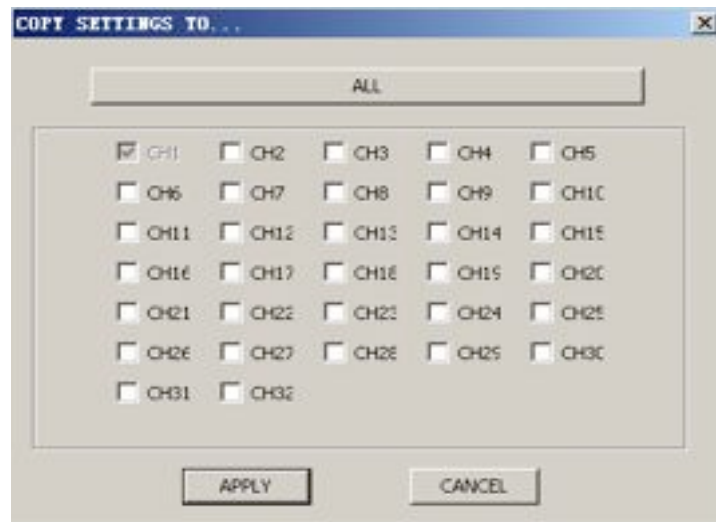 COPY SETTINGS TO...
ALL
CH1 CH2 CH3 CH4 CH5
CH6 CH7 CH8 CH9 CH10
CH11 CH12 CH13 CH14 CH15
CH16 CH17 CH18 CH19 CH20
CH21 CH22 CH23 CH24 CH25
CH26 CH27 CH28 CH29 CH30
CH31 CH32
APPLY CANCEL